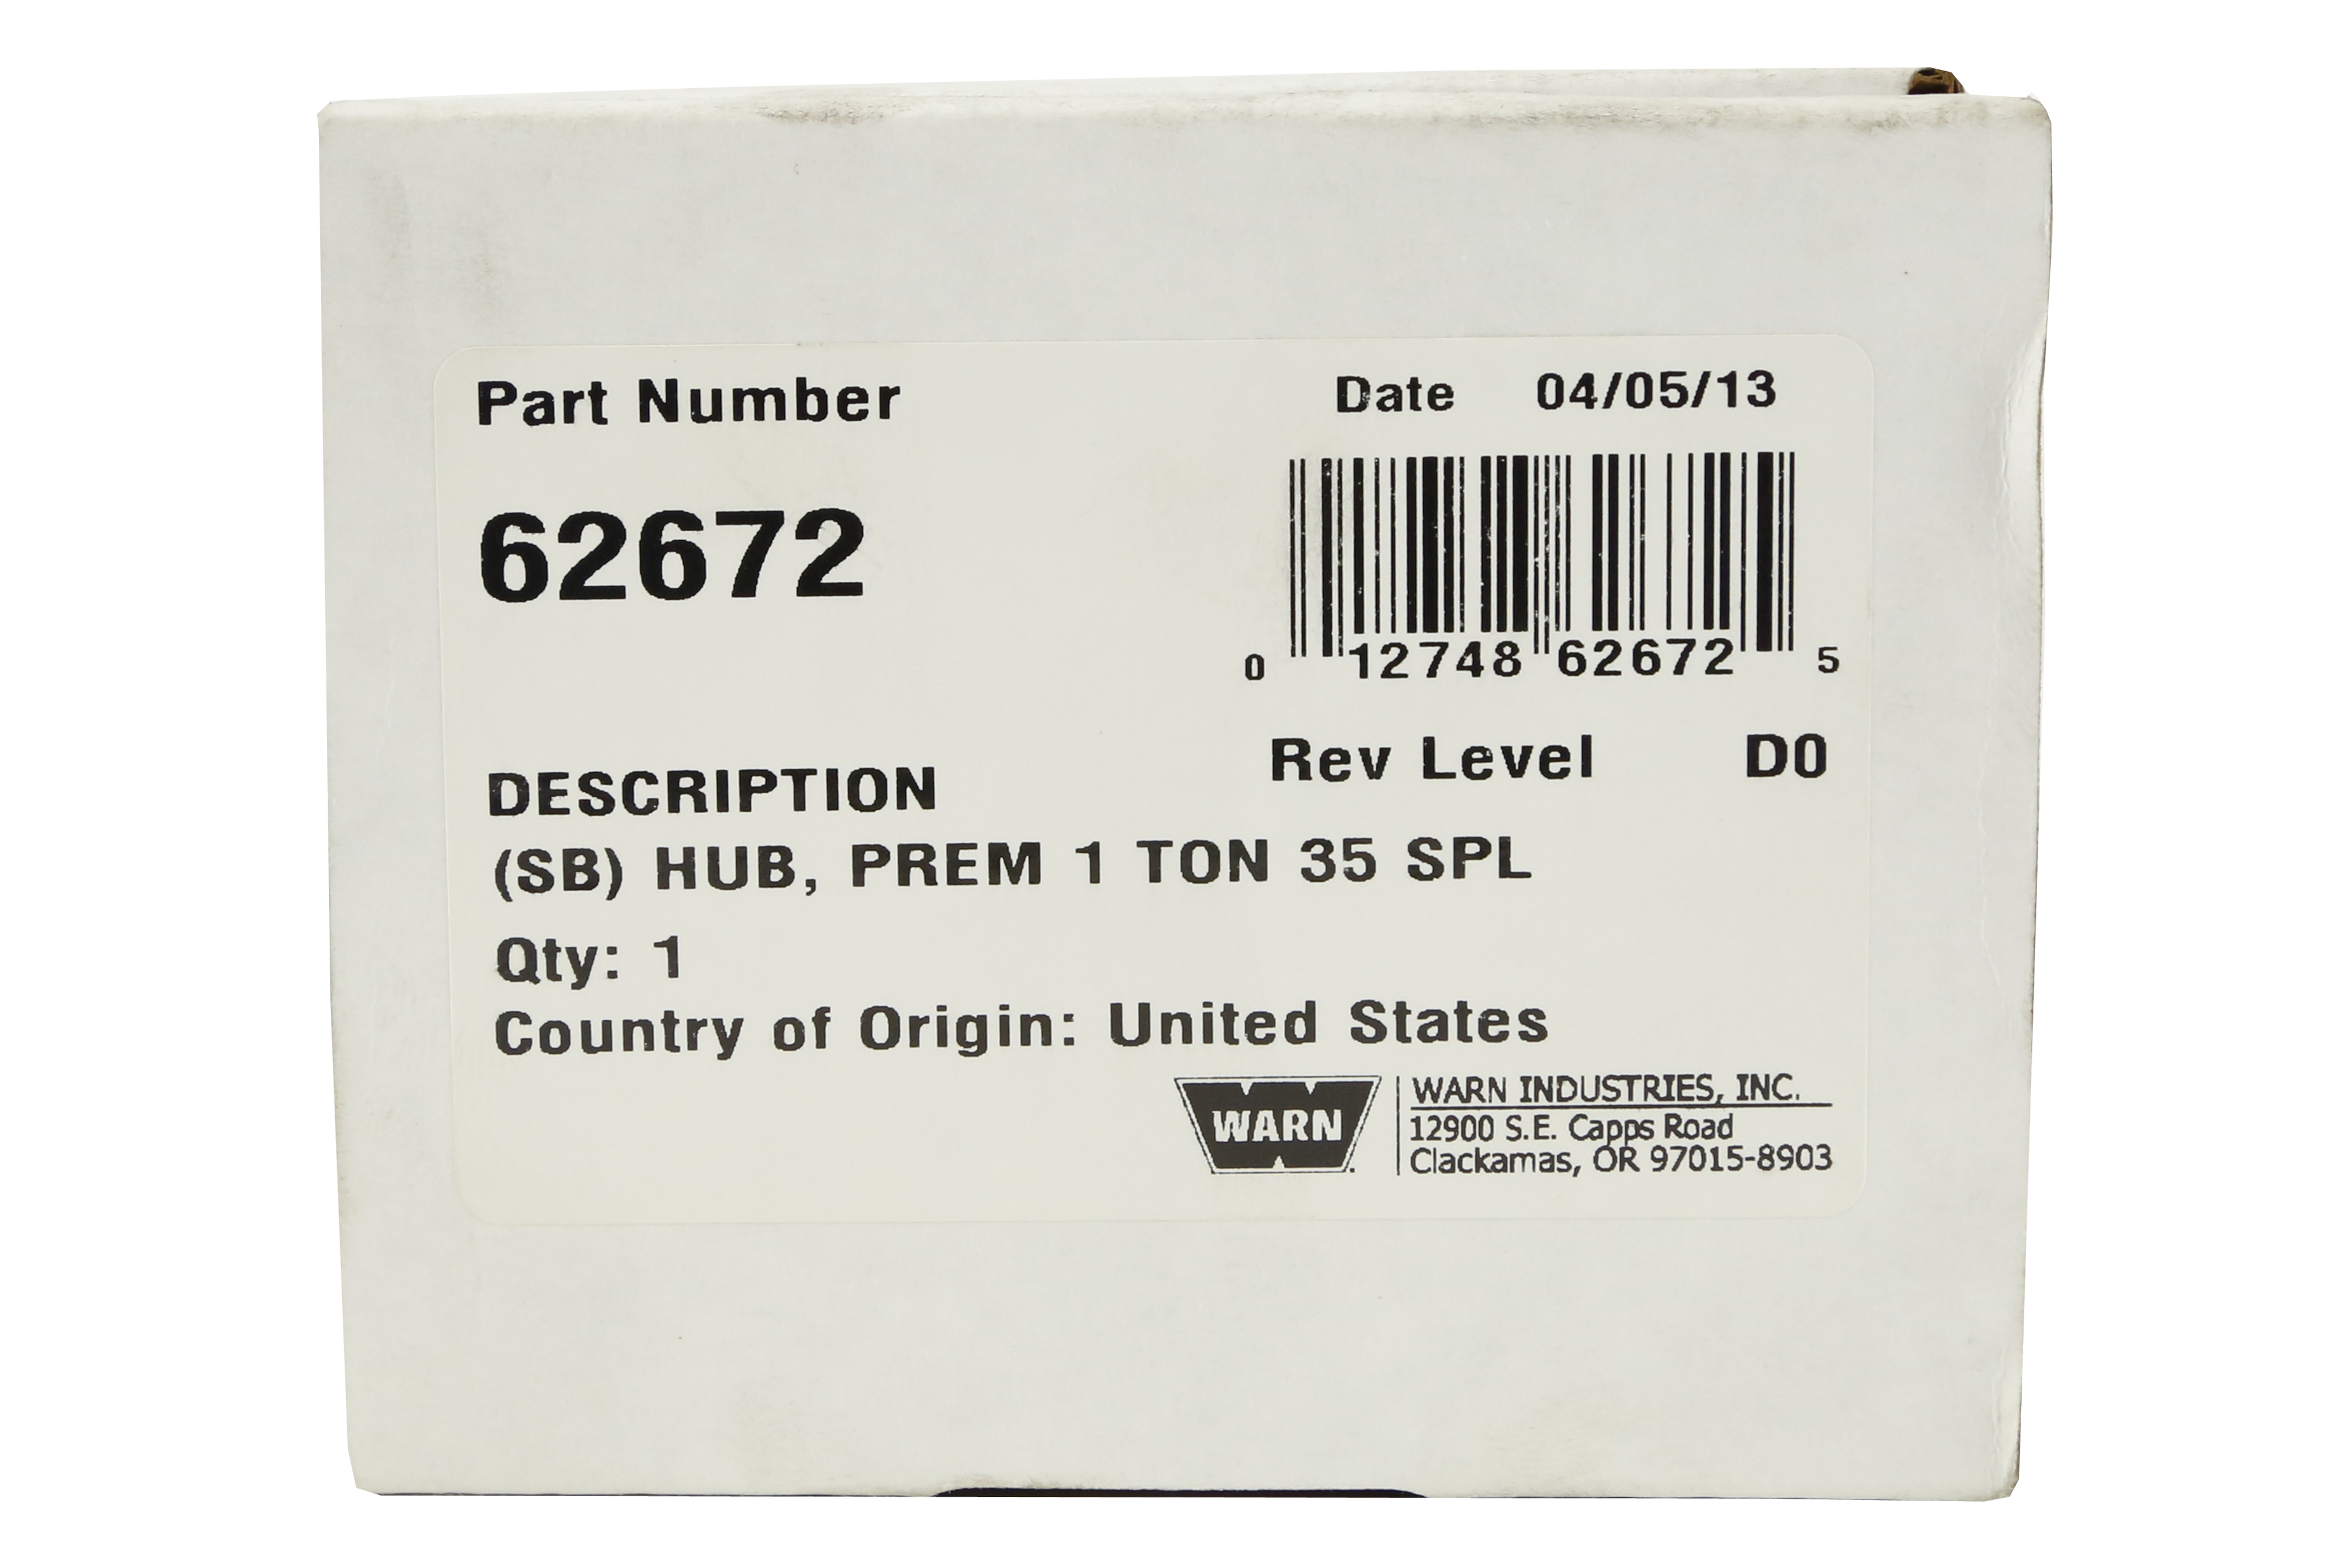 Part Number
Date 04/05/13
62672
0 12748 62672 5
Rev Level D0
DESCRIPTION
(SB) HUB, PREM 1 TON 35 SPL
Qty: 1
Country of Origin: United States
WARN
WARN INDUSTRIES, INC.
12900 S.E. Capps Road
Clackamas, OR 97015-8903